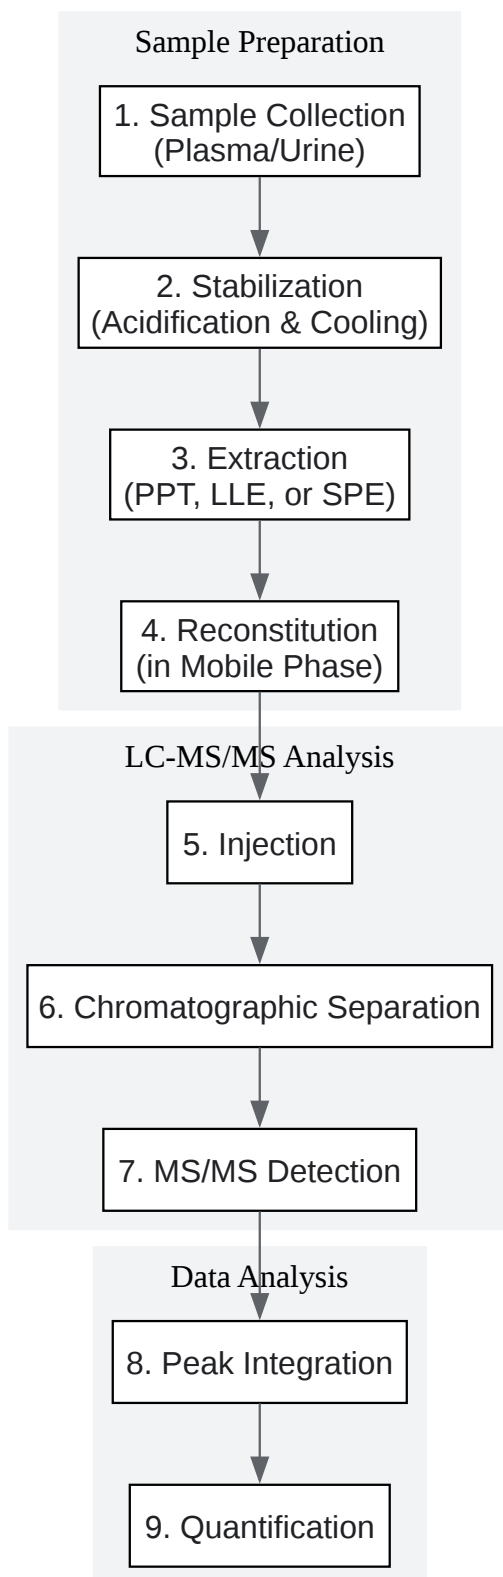 Sample Preparation
1. Sample Collection
(Plasma/Urine)
2. Stabilization
(Acidification & Cooling)
3. Extraction
(PPT, LLE, or SPE)
4. Reconstitution
(in Mobile Phase)
LC-MS/MS Analysis
5. Injection
6. Chromatographic Separation
7. MS/MS Detection
Data Analysis
8. Peak Integration
9. Quantification